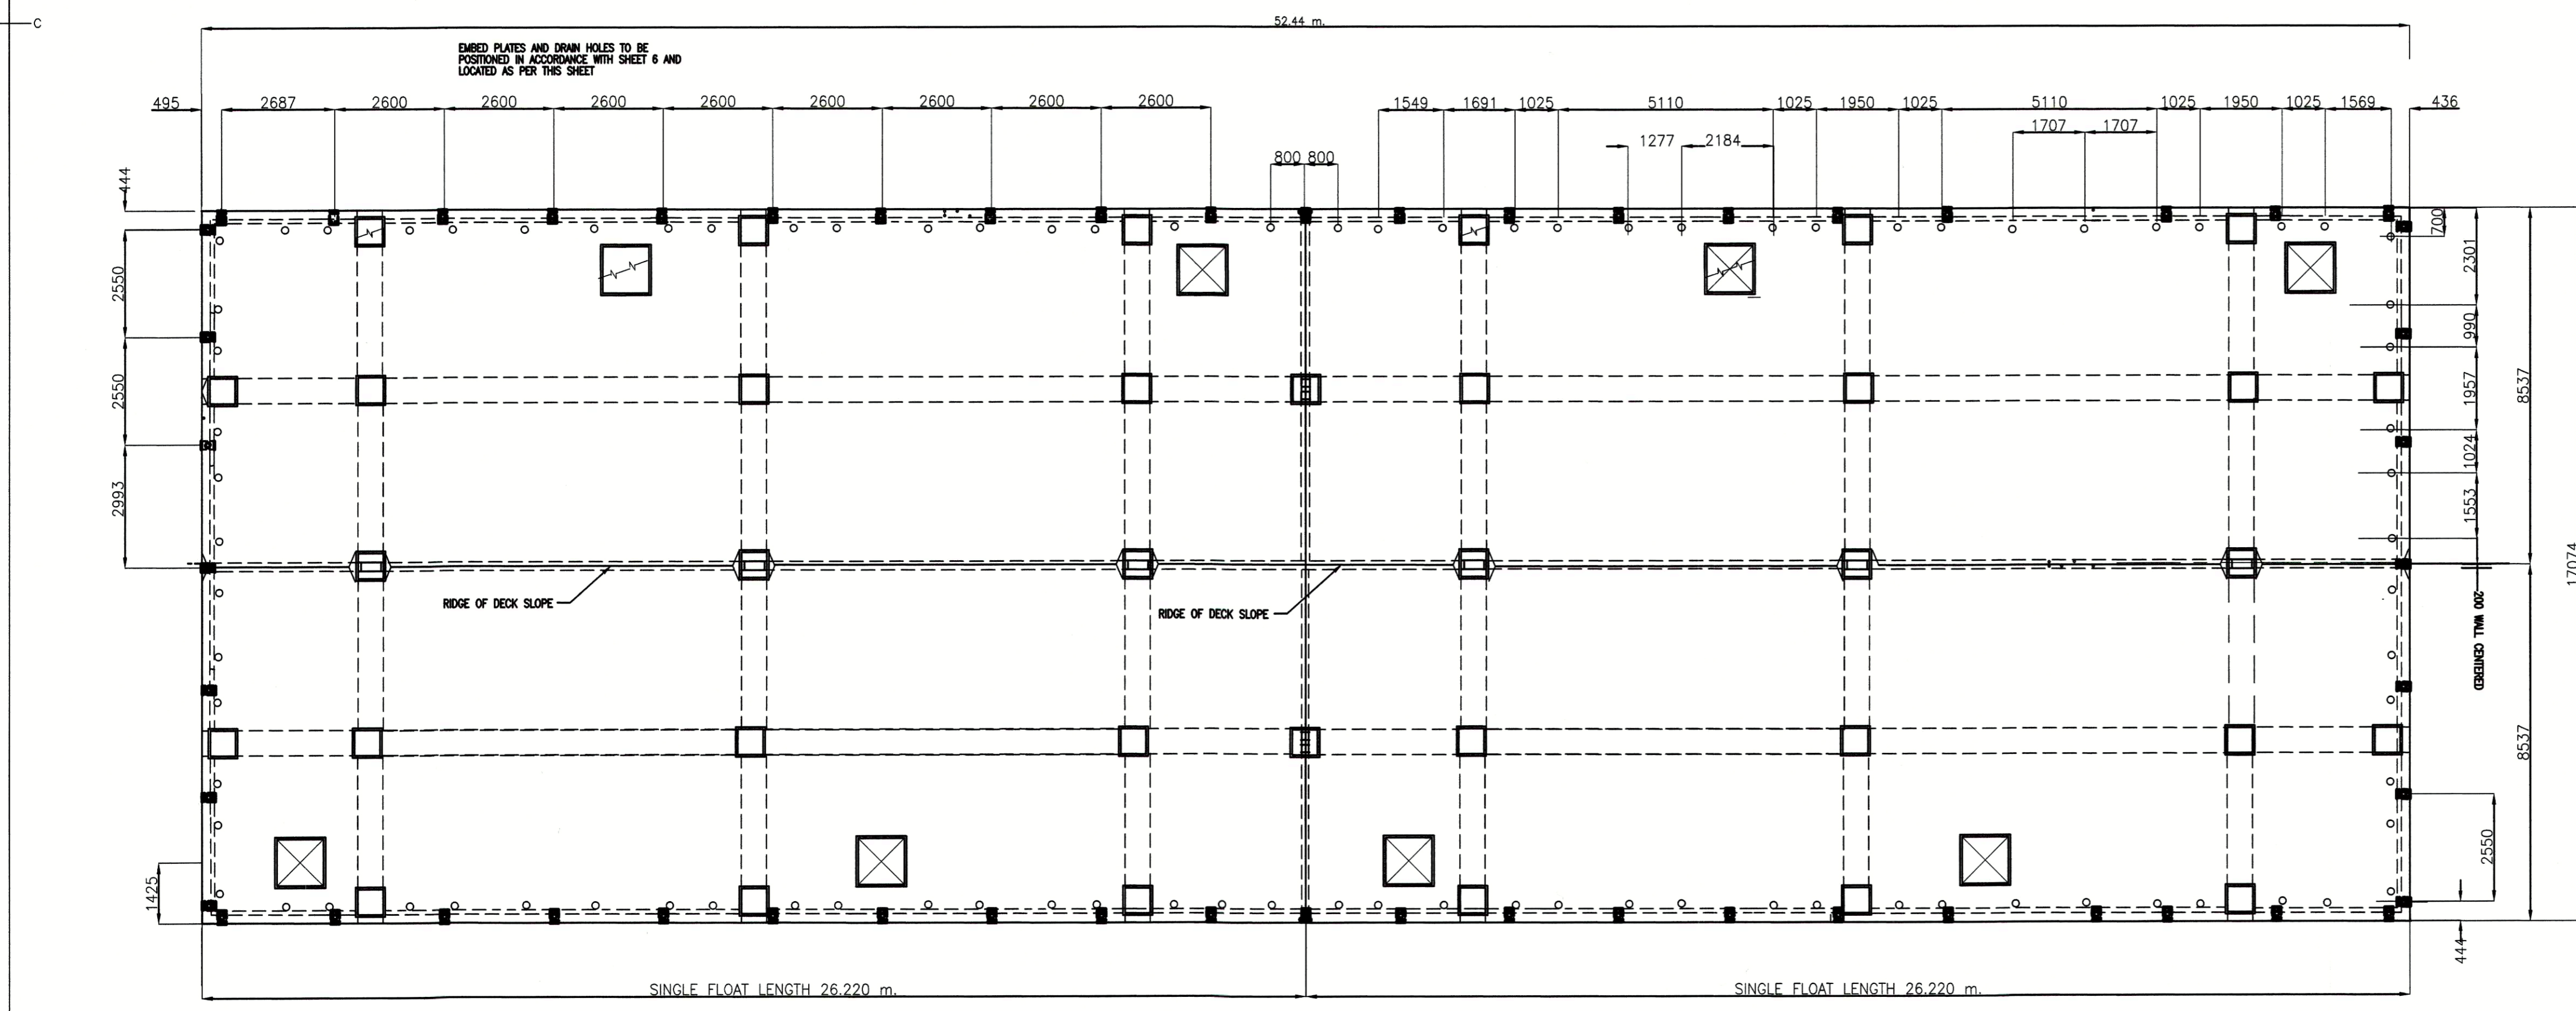 C
52.44 m.
EMBED PLATES AND DRAIN HOLES TO BE
POSITIONED IN ACCORDANCE WITH SHEET 6 AND
LOCATED AS PER THIS SHEET
495 2687 2600 2600 2600 2600 2600 2600 2600 2600 1549 1691 1025 5110 1025 1950 1025 5110 1025 1950 1025 1569 436
1277 2184 1707 1707
800 800
444
700
2550
2301
990
2550
1957
8537
1024
2993
1553
17074
RIDGE OF DECK SLOPE
RIDGE OF DECK SLOPE
200 WALL CENTERED
8537
2550
1425
444
SINGLE FLOAT LENGTH 26.220 m.
SINGLE FLOAT LENGTH 26.220 m.